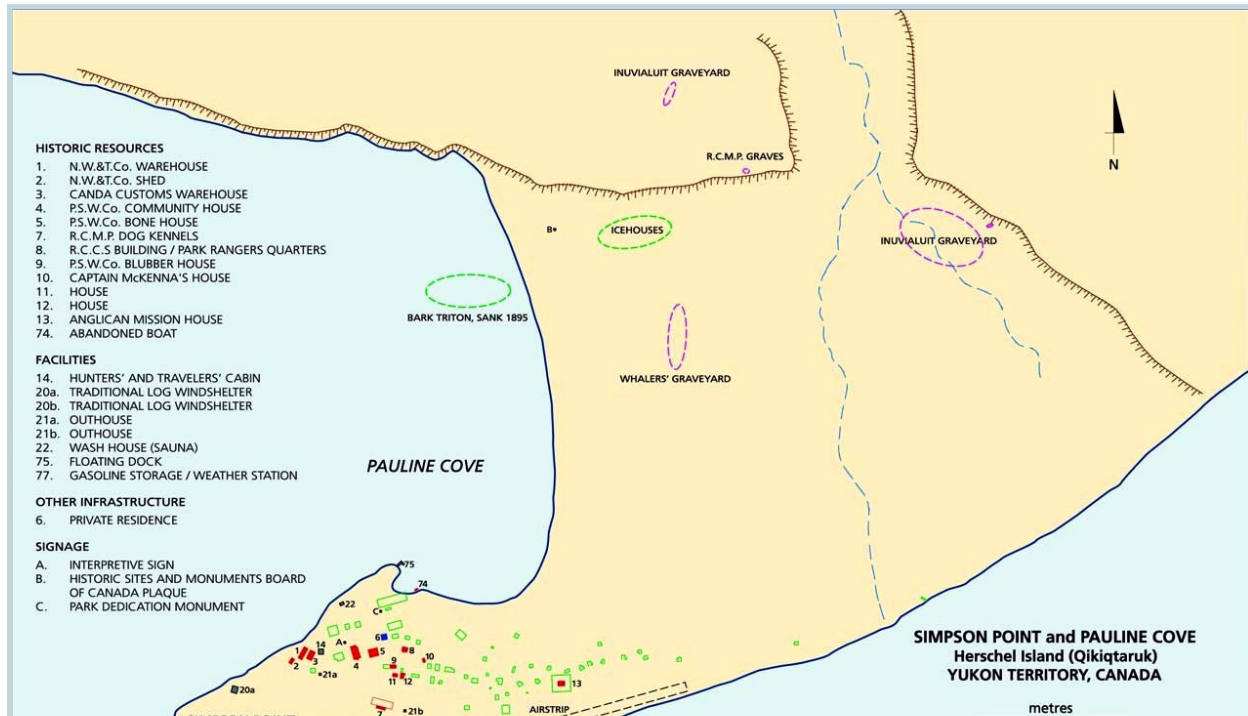 INUVIALUIT GRAVEYARD
R.C.M.P. GRAVES
N
B
ICEHOUSES
INUVIALUIT GRAVEYARD
BARK TRITON, SANK 1895
WHALERS' GRAVEYARD
PAULINE COVE
HISTORIC RESOURCES
1. N.W.&T.Co. WAREHOUSE
2. N.W.&T.Co. SHED
3. CANDA CUSTOMS WAREHOUSE
4. P.S.W.Co. COMMUNITY HOUSE
5. P.S.W.Co. BONE HOUSE
7. R.C.M.P. DOG KENNELS
8. R.C.C.S BUILDING / PARK RANGERS QUARTERS
9. P.S.W.Co. BLUBBER HOUSE
10. CAPTAIN McKENNA'S HOUSE
11. HOUSE
12. HOUSE
13. ANGLICAN MISSION HOUSE
74. ABANDONED BOAT
FACILITIES
14. HUNTERS' AND TRAVELERS' CABIN
20a. TRADITIONAL LOG WINDSHELTER
20b. TRADITIONAL LOG WINDSHELTER
21a. OUTHOUSE
21b. OUTHOUSE
22. WASH HOUSE (SAUNA)
75. FLOATING DOCK
77. GASOLINE STORAGE / WEATHER STATION
OTHER INFRASTRUCTURE
6. PRIVATE RESIDENCE
SIGNAGE
A. INTERPRETIVE SIGN
B. HISTORIC SITES AND MONUMENTS BOARD
OF CANADA PLAQUE
C. PARK DEDICATION MONUMENT
75
74
22
C
14
A
6
1
2
3
4
5
8
9
10
11
12
21a
20a
13
7
21b
AIRSTRIP
SIMPSON POINT and PAULINE COVE
Herschel Island (Qikiqtaruk)
YUKON TERRITORY, CANADA
metres